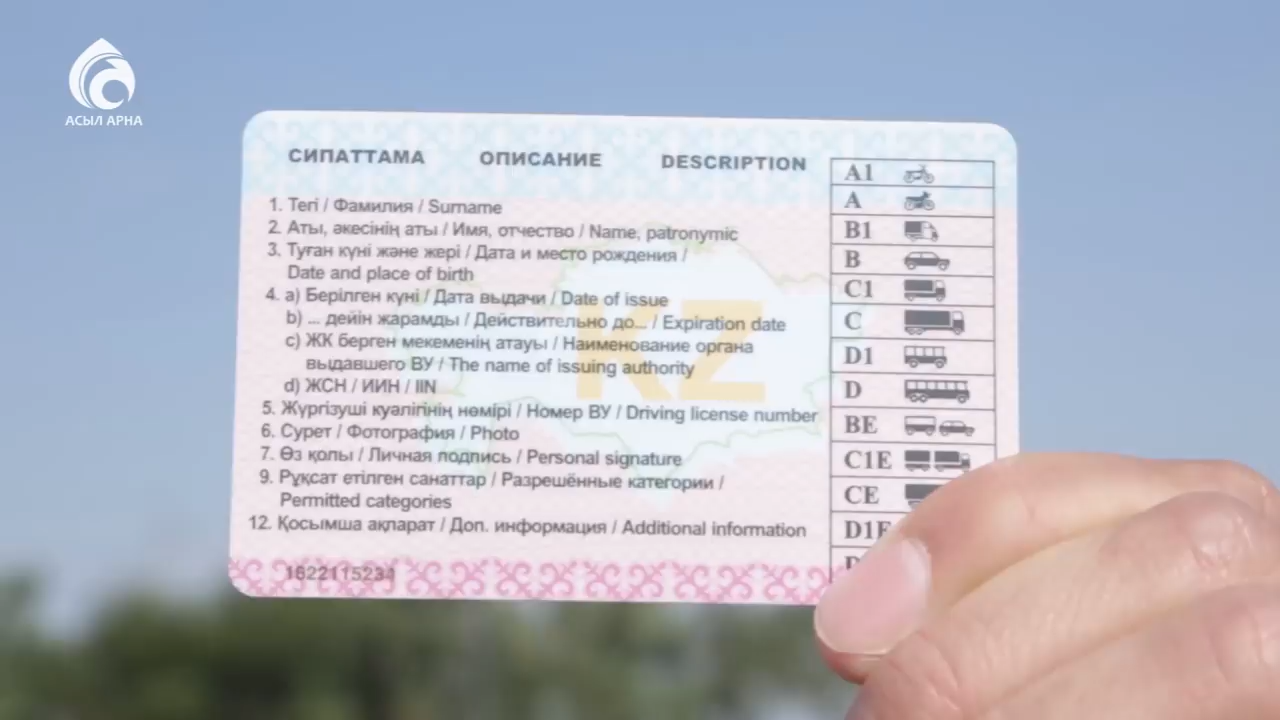 АСЫЛ АРНА
СИПАТТАМА ОПИСАНИЕ DESCRIPTION
1. Тегі / Фамилия / Surname
2. Аты, әкесінің аты / Имя, отчество / Name, patronymic
3. Туған күні және жері / Дата и место рождения /
Date and place of birth
4. a) Берілген күні / Дата выдачи / Date of issue
b) ... дейін жарамды / Действительно до... / Expiration date
c) ЖК берген мекеменің атауы / Наименование органа
выдавшего ВУ / The name of issuing authority
d) ЖСН / ИИН / IIN
5. Жүргізуші куәлігінің нөмірі / Номер ВУ / Driving license number
6. Сурет / Фотография / Photo
7. Өз қолы / Личная подпись / Personal signature
9. Рұқсат етілген санаттар / Разрешённые категории /
Permitted categories
12. Қосымша ақпарат / Доп. информация / Additional information
1622115234
KZ
A1
A
B1
B
C1
C
D1
D
BE
C1E
CE
D1E